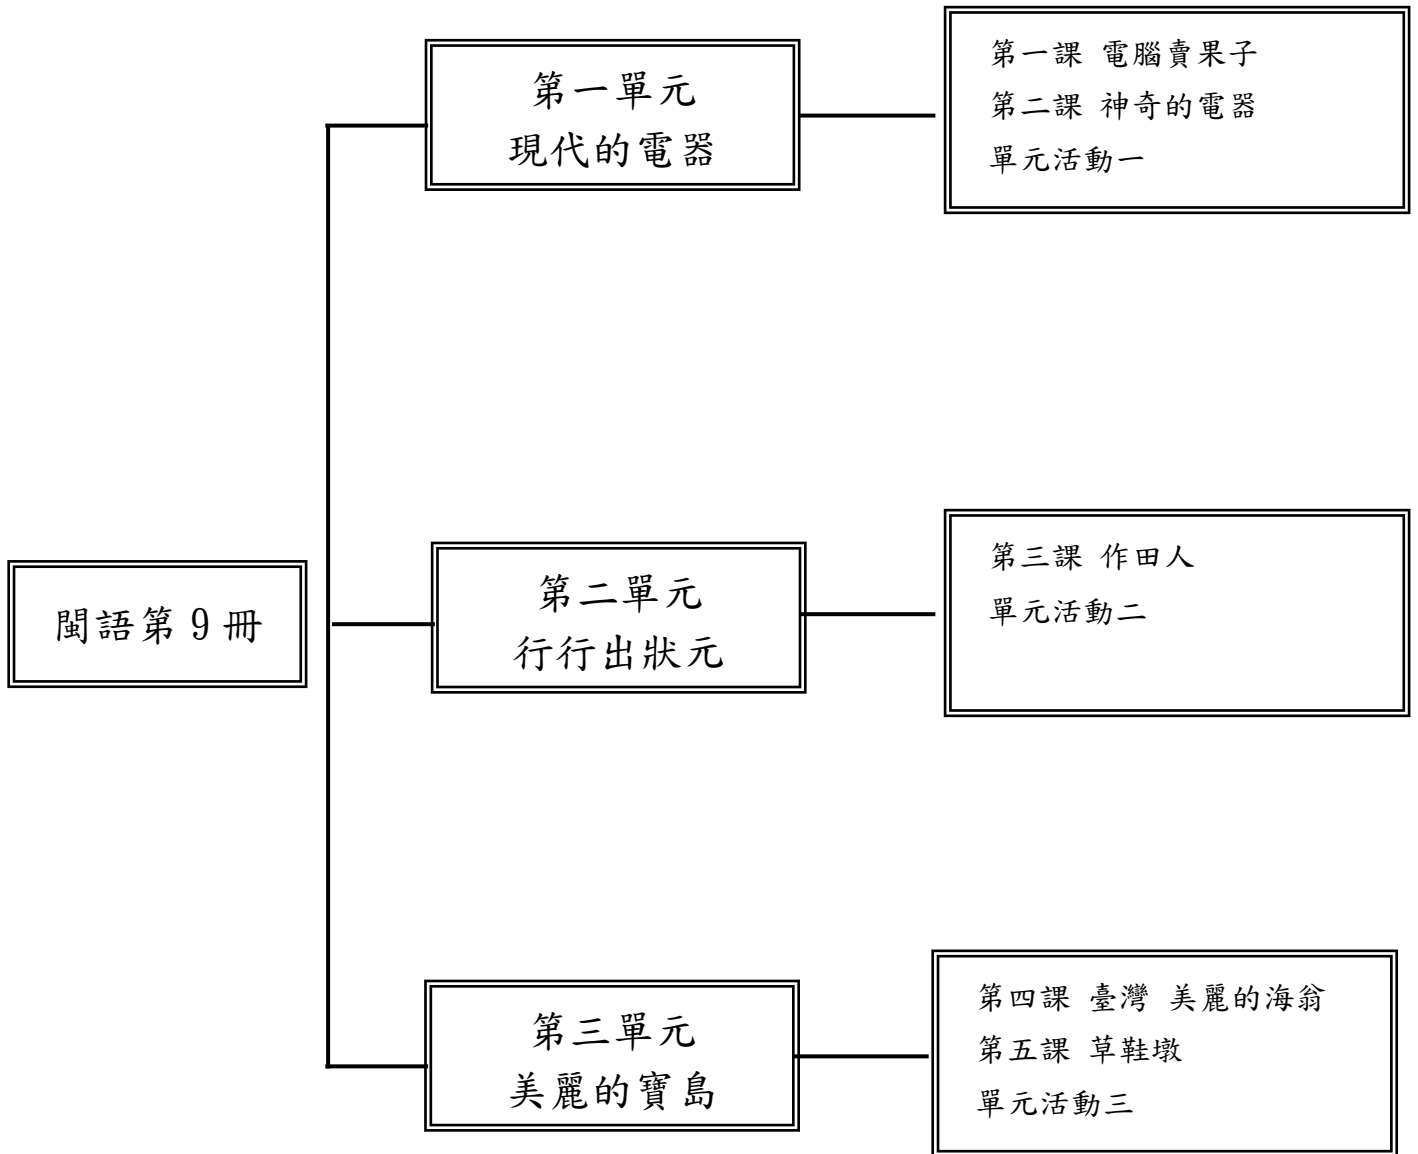 閩語第 9 冊
第一單元
現代的電器
第一課 電腦賣果子
第二課 神奇的電器
單元活動一
第二單元
行行出狀元
第三課 作田人
單元活動二
第三單元
美麗的寶島
第四課 臺灣 美麗的海翁
第五課 草鞋墩
單元活動三